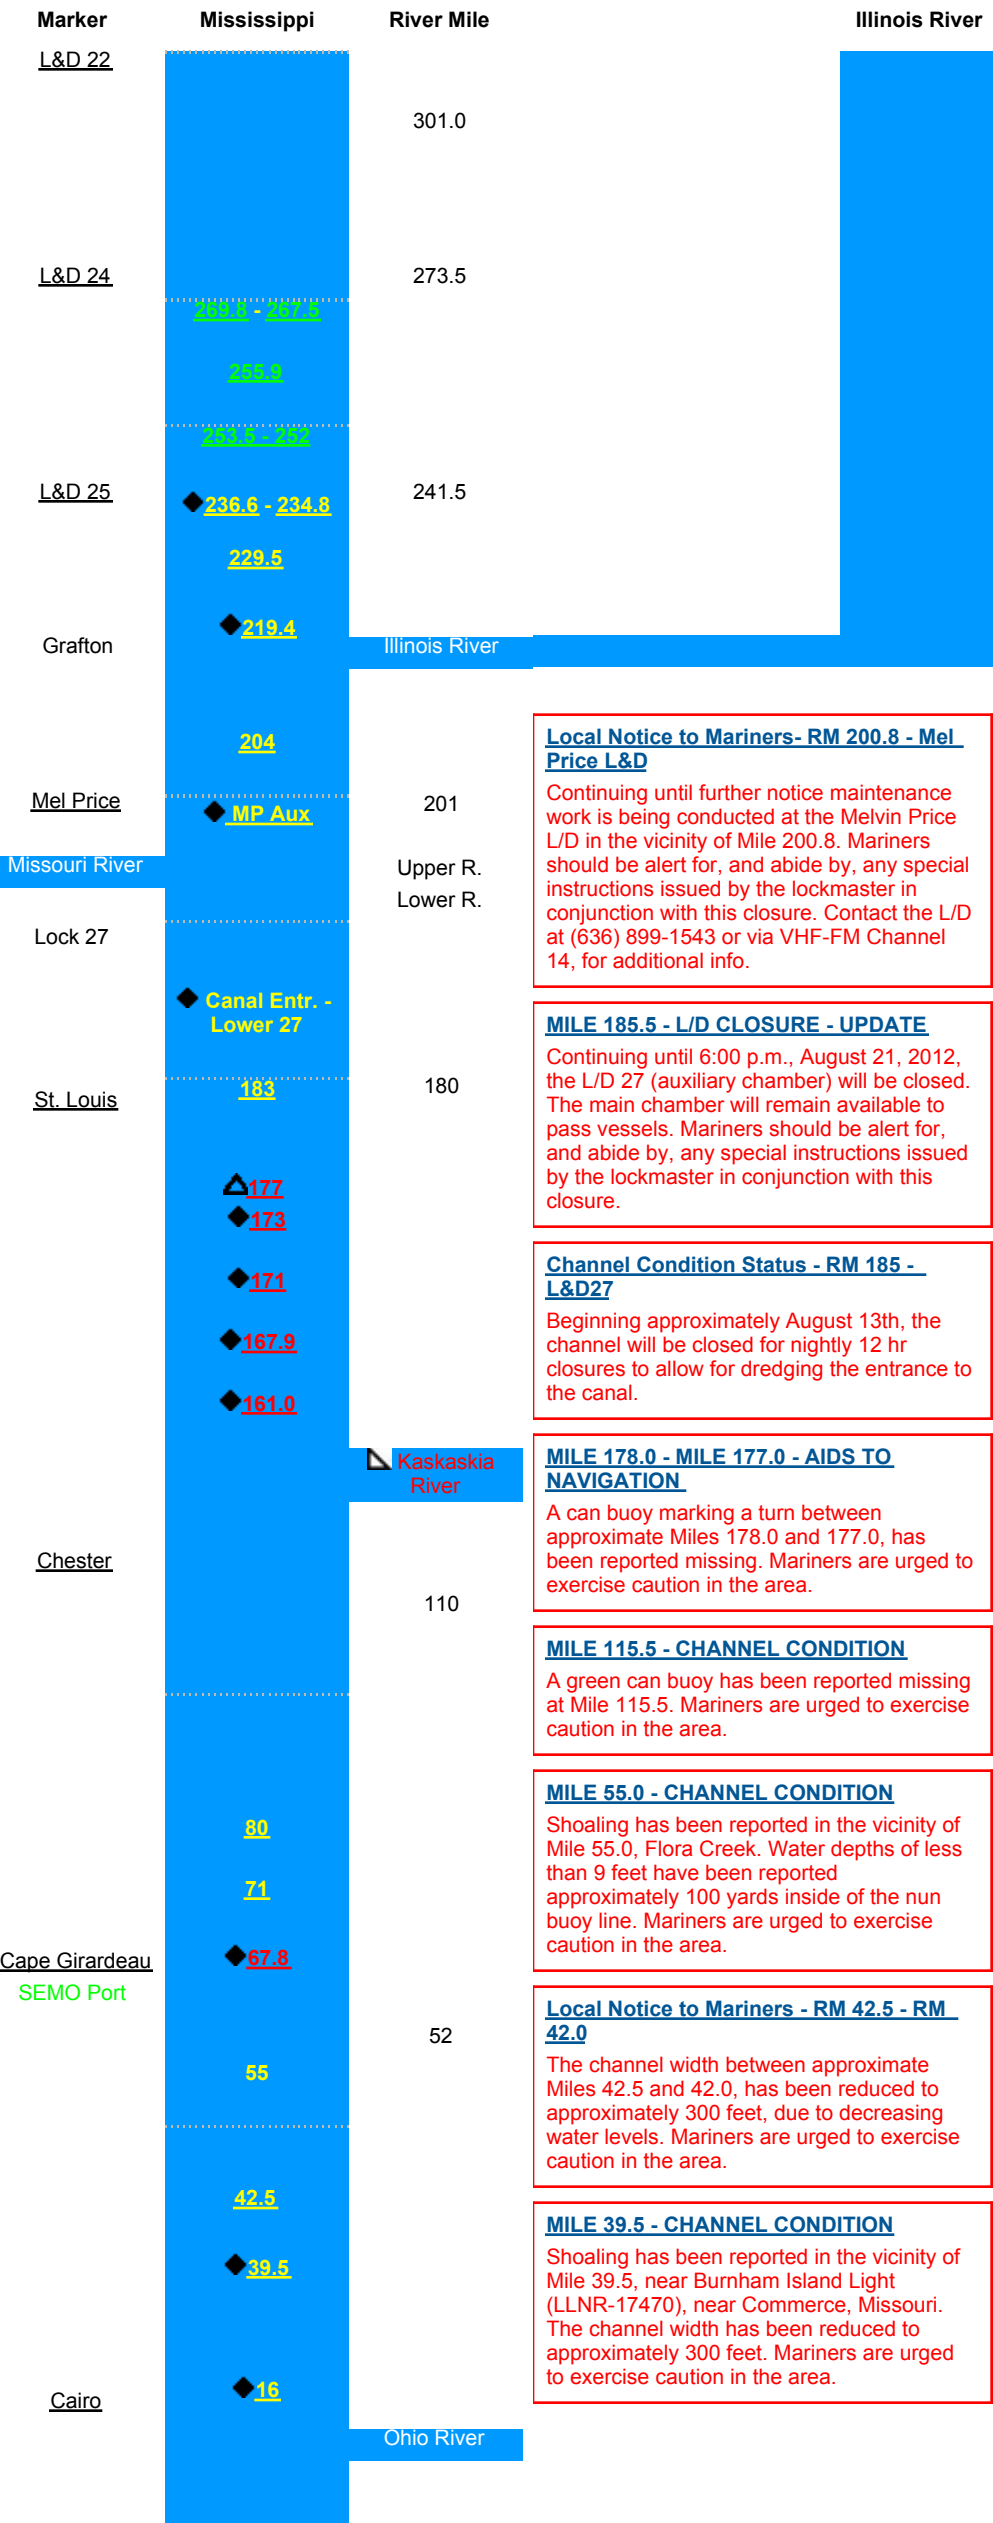 Marker Mississippi River Mile Illinois River
L&D 22
301.0
L&D 24 273.5
269.8 - 267.5
255.9
253.5 - 252
L&D 25 241.5
236.6 - 234.8
229.5
219.4
Grafton Illinois River
204
Mel Price 201
MP Aux
Missouri River Upper R.
Lower R.
Lock 27
Canal Entr. -
Lower 27
183 180
St. Louis
177
173
171
167.9
161.0
Kaskaskia
River
Chester
110
80
71
Cape Girardeau 67.8
SEMO Port
52
55
42.5
39.5
16
Cairo
Ohio River
Local Notice to Mariners- RM 200.8 - Mel
Price L&D
Continuing until further notice maintenance
work is being conducted at the Melvin Price
L/D in the vicinity of Mile 200.8. Mariners
should be alert for, and abide by, any special
instructions issued by the lockmaster in
conjunction with this closure. Contact the L/D
at (636) 899-1543 or via VHF-FM Channel
14, for additional info.
MILE 185.5 - L/D CLOSURE - UPDATE
Continuing until 6:00 p.m., August 21, 2012,
the L/D 27 (auxiliary chamber) will be closed.
The main chamber will remain available to
pass vessels. Mariners should be alert for,
and abide by, any special instructions issued
by the lockmaster in conjunction with this
closure.
Channel Condition Status - RM 185 -
L&D27
Beginning approximately August 13th, the
channel will be closed for nightly 12 hr
closures to allow for dredging the entrance to
the canal.
MILE 178.0 - MILE 177.0 - AIDS TO
NAVIGATION
A can buoy marking a turn between
approximate Miles 178.0 and 177.0, has
been reported missing. Mariners are urged to
exercise caution in the area.
MILE 115.5 - CHANNEL CONDITION
A green can buoy has been reported missing
at Mile 115.5. Mariners are urged to exercise
caution in the area.
MILE 55.0 - CHANNEL CONDITION
Shoaling has been reported in the vicinity of
Mile 55.0, Flora Creek. Water depths of less
than 9 feet have been reported
approximately 100 yards inside of the nun
buoy line. Mariners are urged to exercise
caution in the area.
Local Notice to Mariners - RM 42.5 - RM
42.0
The channel width between approximate
Miles 42.5 and 42.0, has been reduced to
approximately 300 feet, due to decreasing
water levels. Mariners are urged to exercise
caution in the area.
MILE 39.5 - CHANNEL CONDITION
Shoaling has been reported in the vicinity of
Mile 39.5, near Burnham Island Light
(LLNR-17470), near Commerce, Missouri.
The channel width has been reduced to
approximately 300 feet. Mariners are urged
to exercise caution in the area.